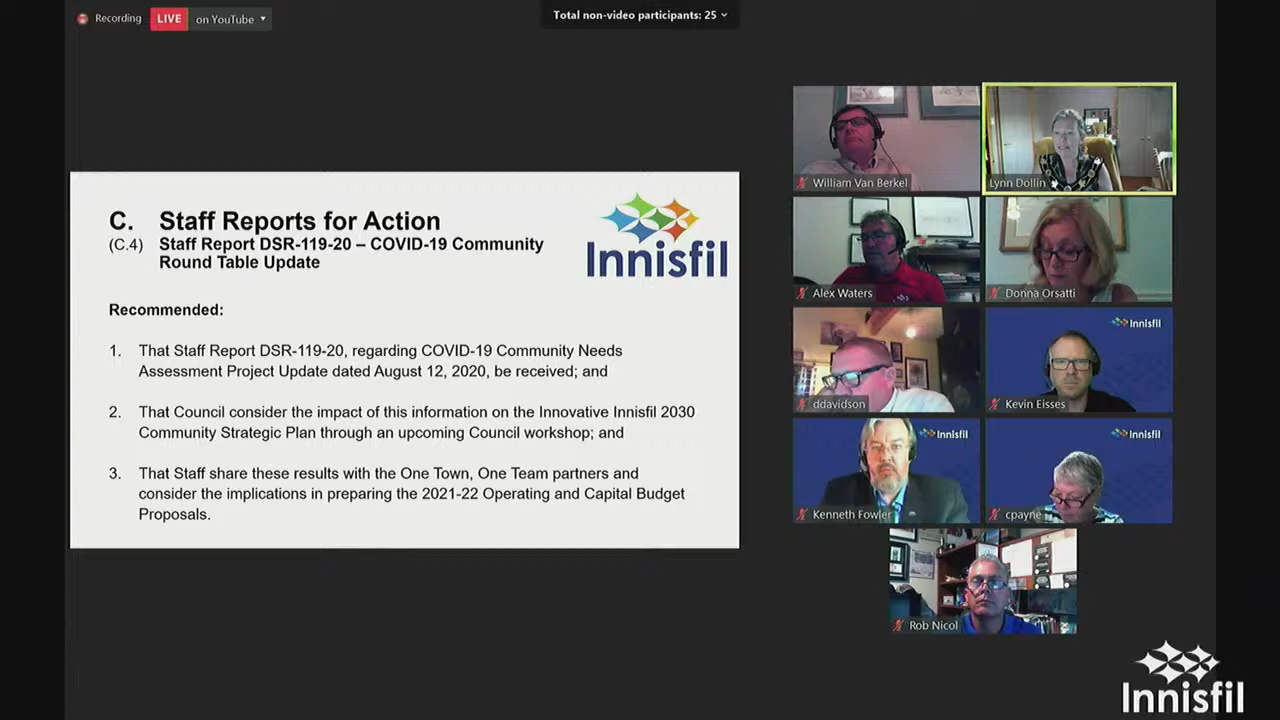 Recording
LIVE
on YouTube
Total non-video participants: 25
C. Staff Reports for Action
(C.4) Staff Report DSR-119-20 – COVID-19 Community
Round Table Update
Innisfil
Recommended:
1. That Staff Report DSR-119-20, regarding COVID-19 Community Needs
Assessment Project Update dated August 12, 2020, be received; and
2. That Council consider the impact of this information on the Innovative Innisfil 2030
Community Strategic Plan through an upcoming Council workshop; and
3. That Staff share these results with the One Town, One Team partners and
consider the implications in preparing the 2021-22 Operating and Capital Budget
Proposals.
William Van Berkel
Lynn Dollin
Alex Waters
Donna Orsatti
ddavidson
Innisfil
Kevin Eisses
Innisfil
Kenneth Fowler
Innisfil
cpayne
Rob Nicol
Innisfil